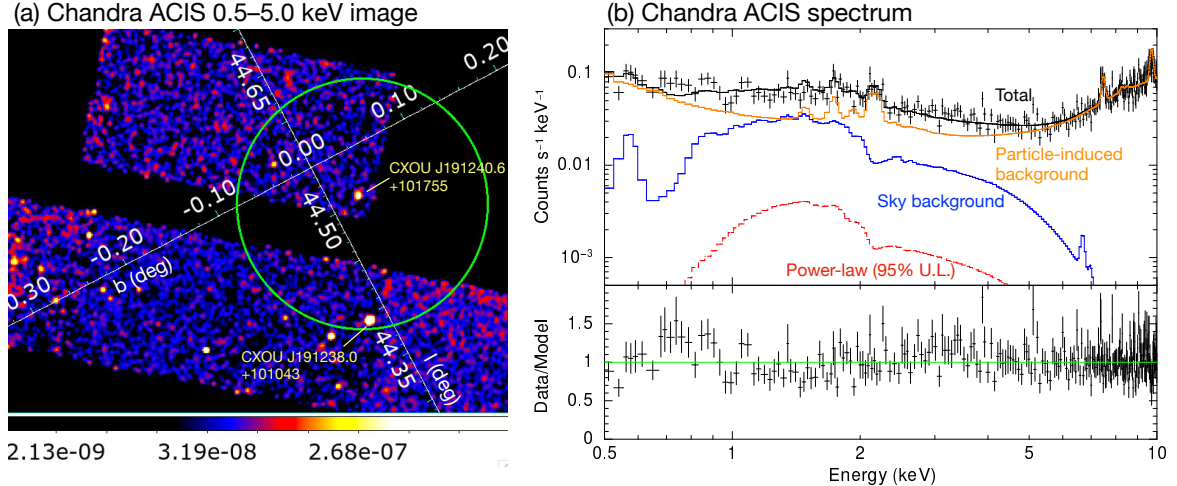 (a) Chandra ACIS 0.5–5.0 keV image
44.65
0.20
0.10
-0.00
CXOU J191240.6
+101755
-0.10
44.50
-0.20
b (deg)
0.30
CXOU J191238.0
+101043
44.35
l (deg)
2.13e-09 3.19e-08 2.68e-07
(b) Chandra ACIS spectrum
Counts s⁻¹ keV⁻¹
0.1
0.01
10⁻³
Total
Particle-induced
background
Sky background
Power-law (95% U.L.)
Data/Model
1.5
1
0.5
0
0.5 1 2 5 10
Energy (keV)